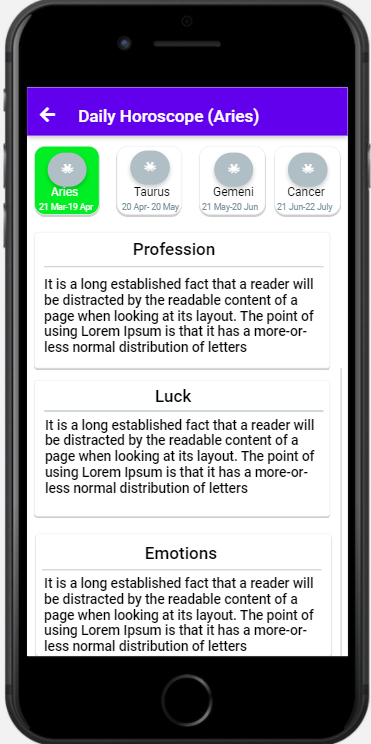 Daily Horoscope (Aries)
Aries Taurus Gemeni Cancer
21 Mar-19 Apr 20 Apr- 20 May 21 May-20 Jun 21 Jun-22 July
Profession
It is a long established fact that a reader will
be distracted by the readable content of a
page when looking at its layout. The point of
using Lorem Ipsum is that it has a more-or-
less normal distribution of letters
Luck
It is a long established fact that a reader will
be distracted by the readable content of a
page when looking at its layout. The point of
using Lorem Ipsum is that it has a more-or-
less normal distribution of letters
Emotions
It is a long established fact that a reader will
be distracted by the readable content of a
page when looking at its layout. The point of
using Lorem Ipsum is that it has a more-or-
less normal distribution of letters